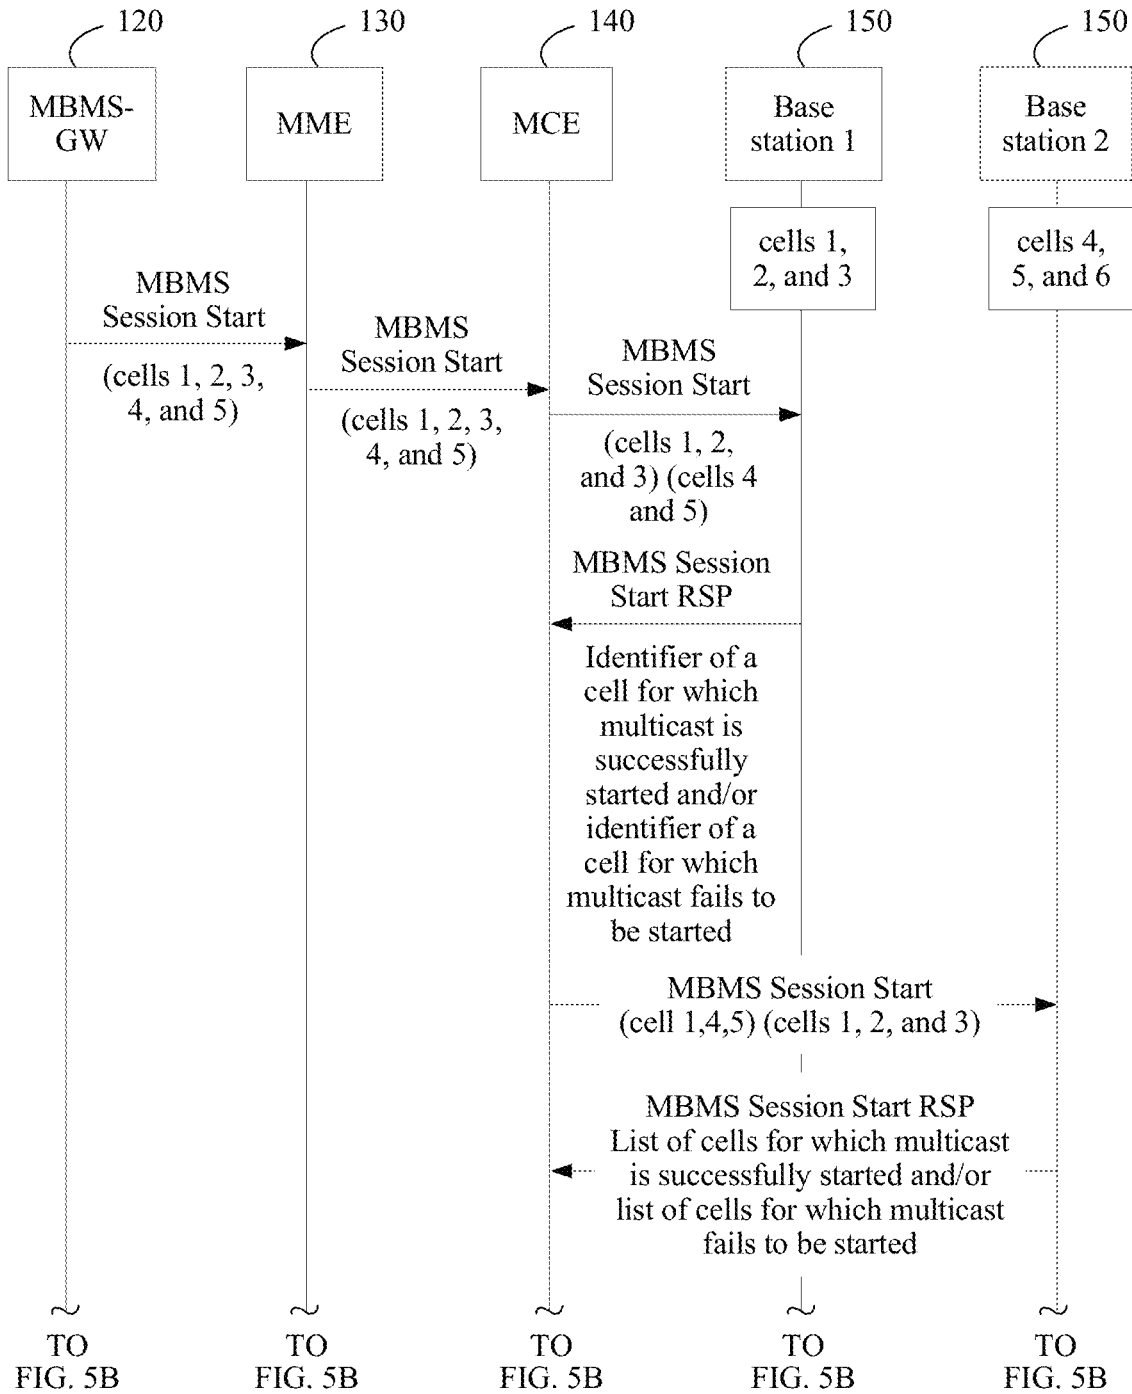 120
130
140
150
150
MBMS-
GW
MME
MCE
Base
station 1
Base
station 2
cells 1,
2, and 3
cells 4,
5, and 6
MBMS
Session Start
(cells 1, 2, 3,
4, and 5)
MBMS
Session Start
(cells 1, 2, 3,
4, and 5)
MBMS
Session Start
(cells 1, 2,
and 3) (cells 4
and 5)
MBMS Session
Start RSP
Identifier of a
cell for which
multicast is
successfully
started and/or
identifier of a
cell for which
multicast fails to
be started
MBMS Session Start
(cell 1,4,5) (cells 1, 2, and 3)
MBMS Session Start RSP
List of cells for which multicast
is successfully started and/or
list of cells for which multicast
fails to be started
TO
FIG. 5B
TO
FIG. 5B
TO
FIG. 5B
TO
FIG. 5B
TO
FIG. 5B